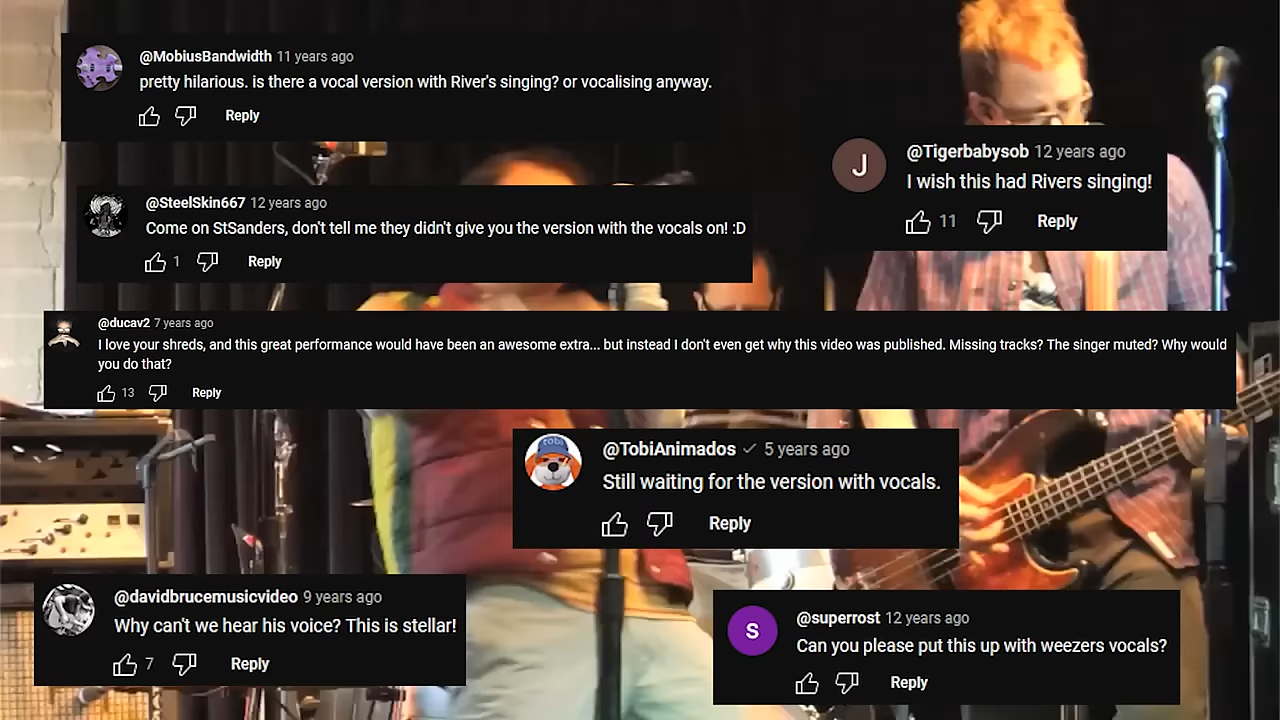 @MobiusBandwidth 11 years ago
pretty hilarious. is there a vocal version with River's singing? or vocalising anyway.
Reply
@Tigerbabysob 12 years ago
J
I wish this had Rivers singing!
11 Reply
@SteelSkin667 12 years ago
Come on StSanders, don't tell me they didn't give you the version with the vocals on! :D
1 Reply
@ducav2 7 years ago
I love your shreds, and this great performance would have been an awesome extra... but instead I don't even get why this video was published. Missing tracks? The singer muted? Why would
you do that?
13 Reply
TOBI
@TobiAnimados 5 years ago
Still waiting for the version with vocals.
Reply
@davidbrucemusicvideo 9 years ago
Why can't we hear his voice? This is stellar!
7 Reply
@superrost 12 years ago
S
Can you please put this up with weezers vocals?
Reply